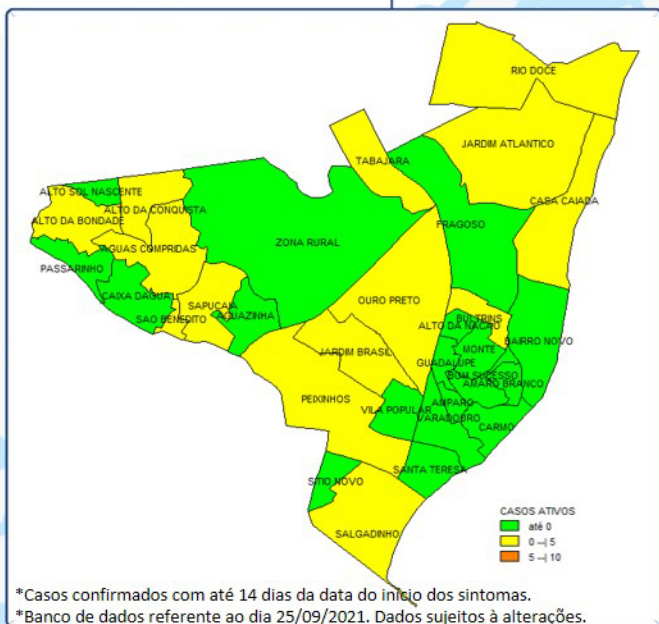 RIO DOCE
JARDIM ATLANTICO
TABAJARA
ALTO SOL NASCENTE
CASA CAIADA
ALTO DA CONQUISTA
ALTO DA BONDADE
FRAGOSO
ZONA RURAL
AGUAS COMPRIDAS
PASSARINHO
CAIXA DAGUA
OURO PRETO
SAPUCAIA
AGUAZINHA
SAO BENEDITO
BULTRINS
ALTO DA NACAO
BAIRRO NOVO
MONTE
JARDIM BRASIL
GUADALUPE
BOM SUCESSO
AMARO BRANCO
PEIXINHOS
AMPARO
VILA POPULAR
VARADOURO
CARMO
SANTA TERESA
SITIO NOVO
SALGADINHO
CASOS ATIVOS
até 0
0 --| 5
5 --| 10
*Casos confirmados com até 14 dias da data do início dos sintomas.
*Banco de dados referente ao dia 25/09/2021. Dados sujeitos à alterações.